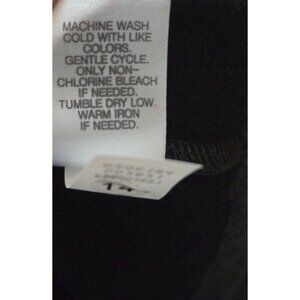 MACHINE WASH
COLD WITH LIKE
COLORS.
GENTLE CYCLE.
ONLY NON-
CHLORINE BLEACH
IF NEEDED.
TUMBLE DRY LOW.
WARM IRON
IF NEEDED.
14